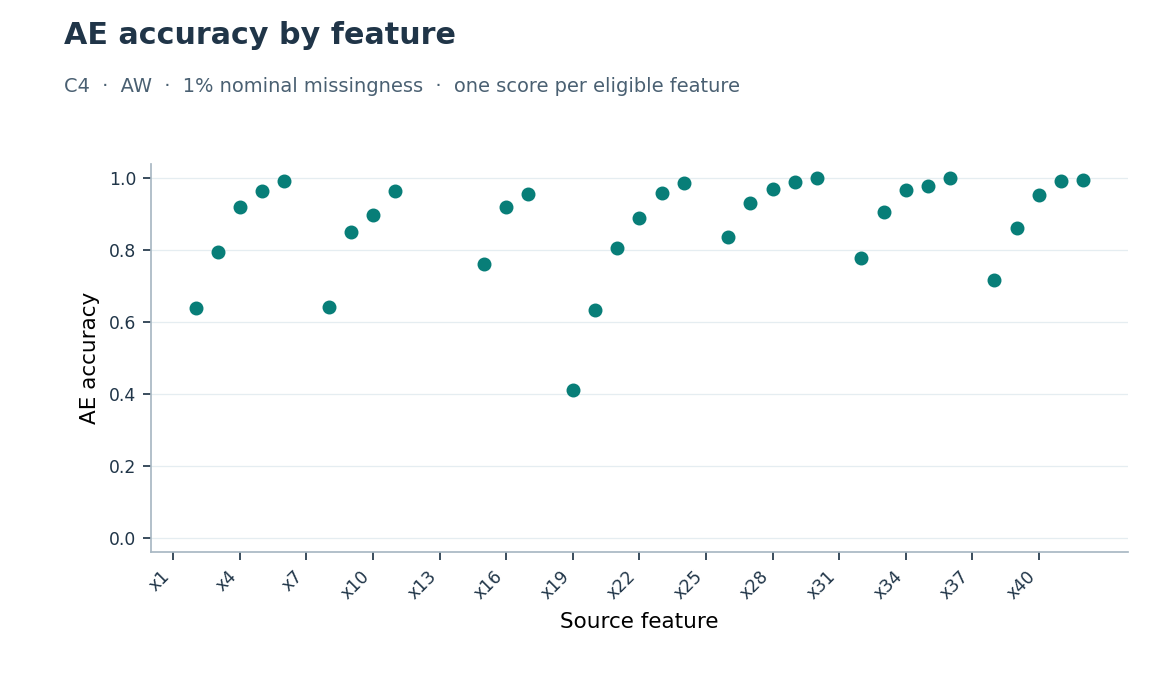 AE accuracy by feature
C4 · AW · 1% nominal missingness · one score per eligible feature
AE accuracy
1.0
0.8
0.6
0.4
0.2
0.0
x1 x4 x7 x10 x13 x16 x19 x22 x25 x28 x31 x34 x37 x40
Source feature